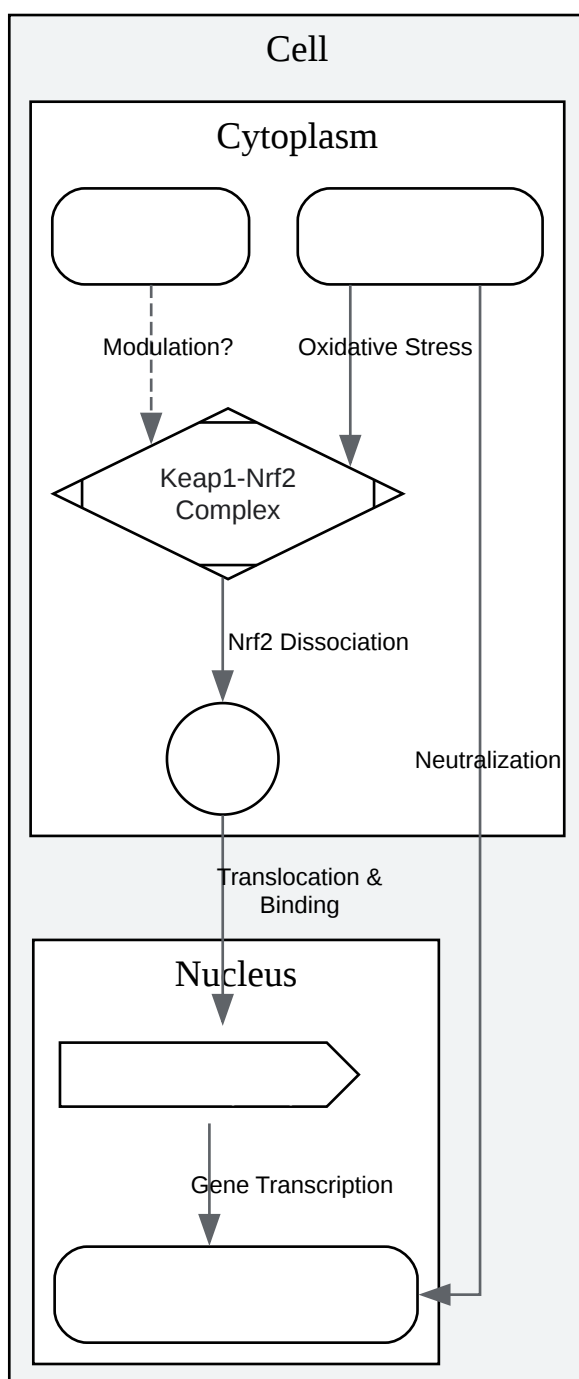 Cell
Cytoplasm
Modulation?
Oxidative Stress
Keap1-Nrf2
Complex
Nrf2 Dissociation
Neutralization
Translocation &
Binding
Nucleus
Gene Transcription